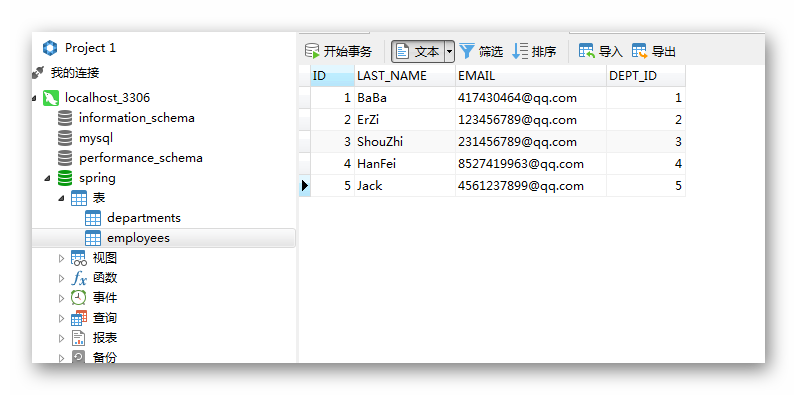 Project 1
我的连接
localhost_3306
information_schema
mysql
performance_schema
spring
表
departments
employees
视图
函数
事件
查询
报表
备份
开始事务 文本 筛选 排序 导入 导出
ID LAST_NAME EMAIL DEPT_ID
1 BaBa 417430464@qq.com 1
2 ErZi 123456789@qq.com 2
3 ShouZhi 231456789@qq.com 3
4 HanFei 8527419963@qq.com 4
5 Jack 4561237899@qq.com 5